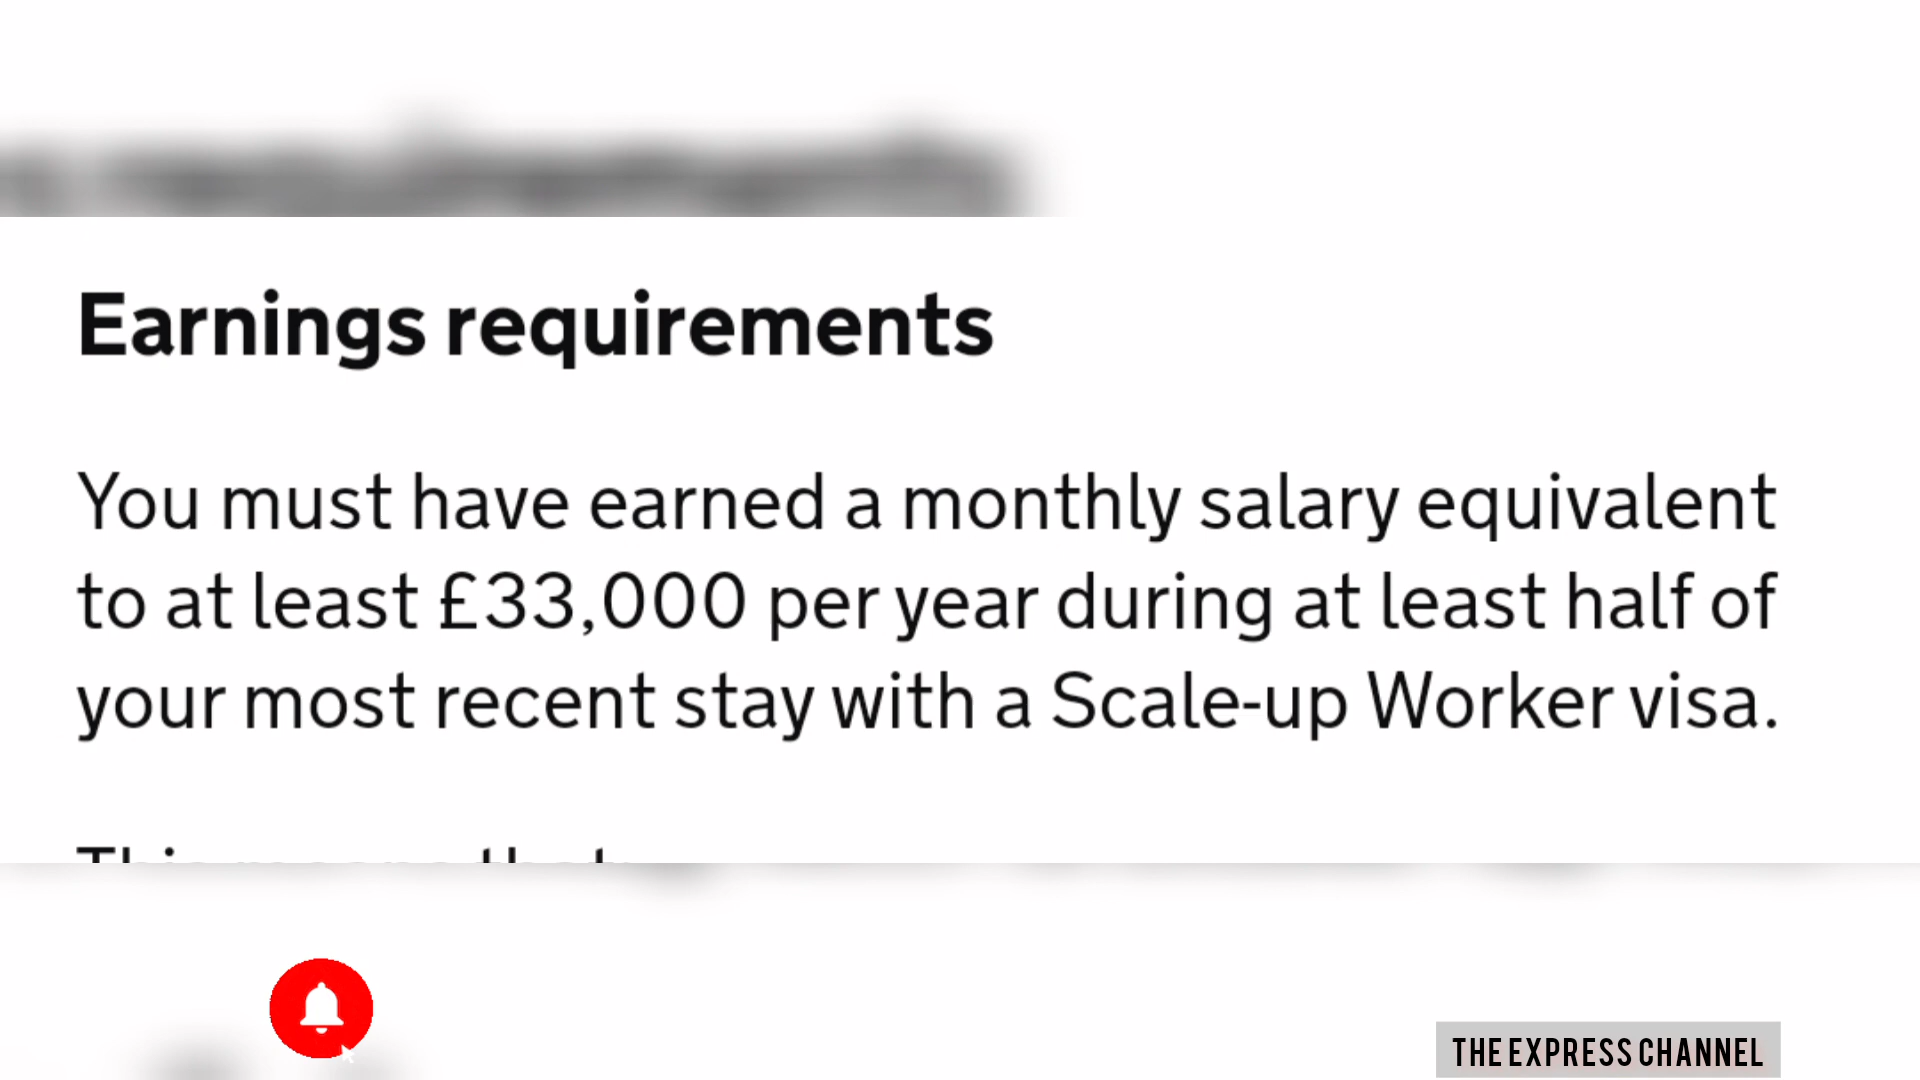 Earnings requirements
You must have earned a monthly salary equivalent
to at least £33,000 per year during at least half of
your most recent stay with a Scale-up Worker visa.
THE EXPRESS CHANNEL